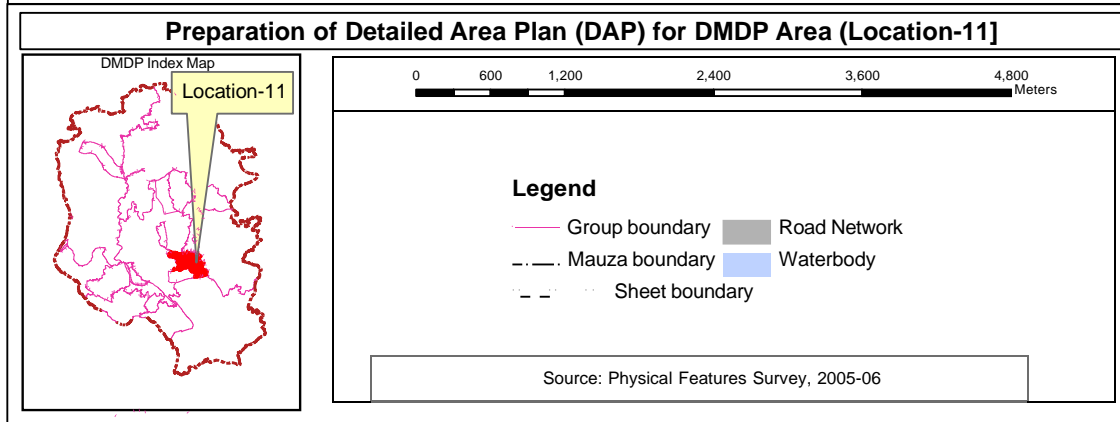 Preparation of Detailed Area Plan (DAP) for DMDP Area (Location-11]
DMDP Index Map
Location-11
0 600 1,200 2,400 3,600 4,800
Meters
Legend
Group boundary
Road Network
Mauza boundary
Waterbody
Sheet boundary
Source: Physical Features Survey, 2005-06